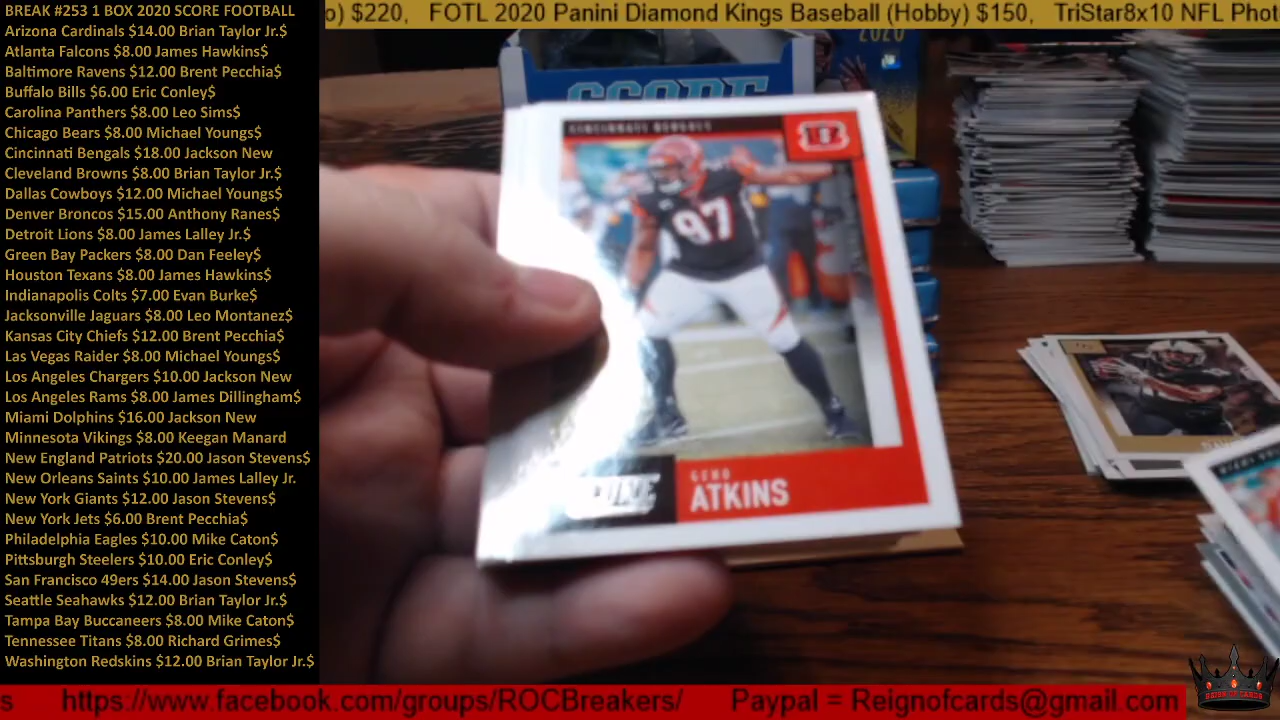 BREAK #253 1 BOX 2020 SCORE FOOTBALL
Arizona Cardinals $14.00 Brian Taylor Jr.$
Atlanta Falcons $8.00 James Hawkins$
Baltimore Ravens $12.00 Brent Pecchia$
Buffalo Bills $6.00 Eric Conley$
Carolina Panthers $8.00 Leo Sims$
Chicago Bears $8.00 Michael Youngs$
Cincinnati Bengals $18.00 Jackson New
Cleveland Browns $8.00 Brian Taylor Jr.$
Dallas Cowboys $12.00 Michael Youngs$
Denver Broncos $15.00 Anthony Ranes$
Detroit Lions $8.00 James Lalley Jr.$
Green Bay Packers $8.00 Dan Feeley$
Houston Texans $8.00 James Hawkins$
Indianapolis Colts $7.00 Evan Burke$
Jacksonville Jaguars $8.00 Leo Montanez$
Kansas City Chiefs $12.00 Brent Pecchia$
Las Vegas Raider $8.00 Michael Youngs$
Los Angeles Chargers $10.00 Jackson New
Los Angeles Rams $8.00 James Dillingham$
Miami Dolphins $16.00 Jackson New
Minnesota Vikings $8.00 Keegan Manard
New England Patriots $20.00 Jason Stevens$
New Orleans Saints $10.00 James Lalley Jr.
New York Giants $12.00 Jason Stevens$
New York Jets $6.00 Brent Pecchia$
Philadelphia Eagles $10.00 Mike Caton$
Pittsburgh Steelers $10.00 Eric Conley$
San Francisco 49ers $14.00 Jason Stevens$
Seattle Seahawks $12.00 Brian Taylor Jr.$
Tampa Bay Buccaneers $8.00 Mike Caton$
Tennessee Titans $8.00 Richard Grimes$
Washington Redskins $12.00 Brian Taylor Jr.$
o) $220, FOTL 2020 Panini Diamond Kings Baseball (Hobby) $150, TriStar8x10 NFL Phot
2020
SCORE
CINCINNATI BENGALS
97
GENO
ATKINS
SCORE
s https://www.facebook.com/groups/ROCBreakers/ Paypal = Reignofcards@gmail.com
REIGN OF CARDS